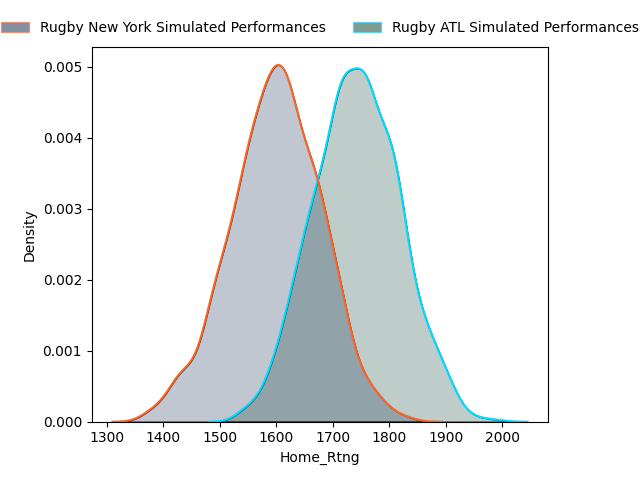 Rugby New York Simulated Performances Rugby ATL Simulated Performances
0.005
0.004
0.003
0.002
0.001
0.000
Density
1300 1400 1500 1600 1700 1800 1900 2000
Home_Rtng